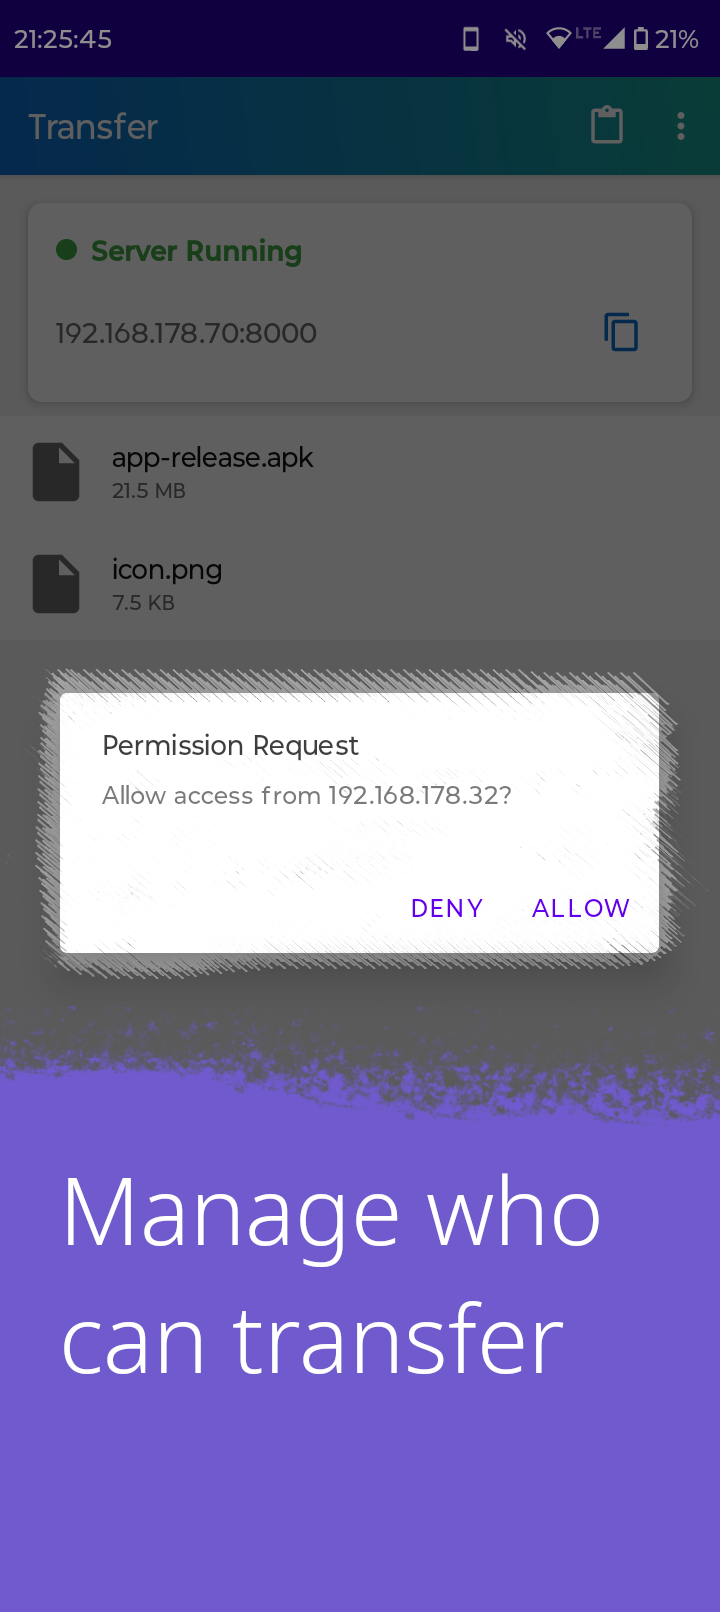 21:25:45 LTE 21%
Transfer
Server Running
192.168.178.70:8000
app-release.apk
21.5 MB
icon.png
7.5 KB
Permission Request
Allow access from 192.168.178.32?
DENY ALLOW
Manage who
can transfer